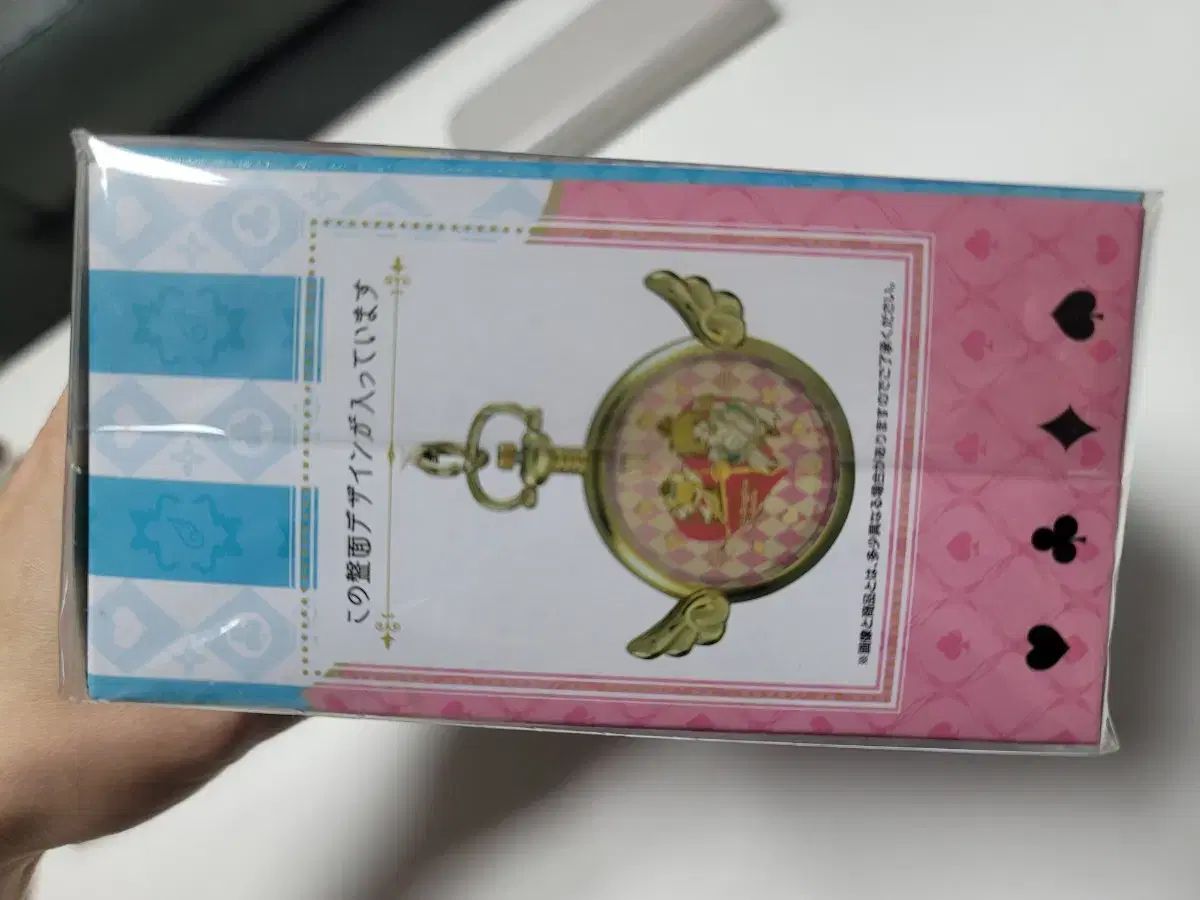 この盤面デザインが入っています
※画像と商品とは、多少異なる場合がありますのでご了承ください。